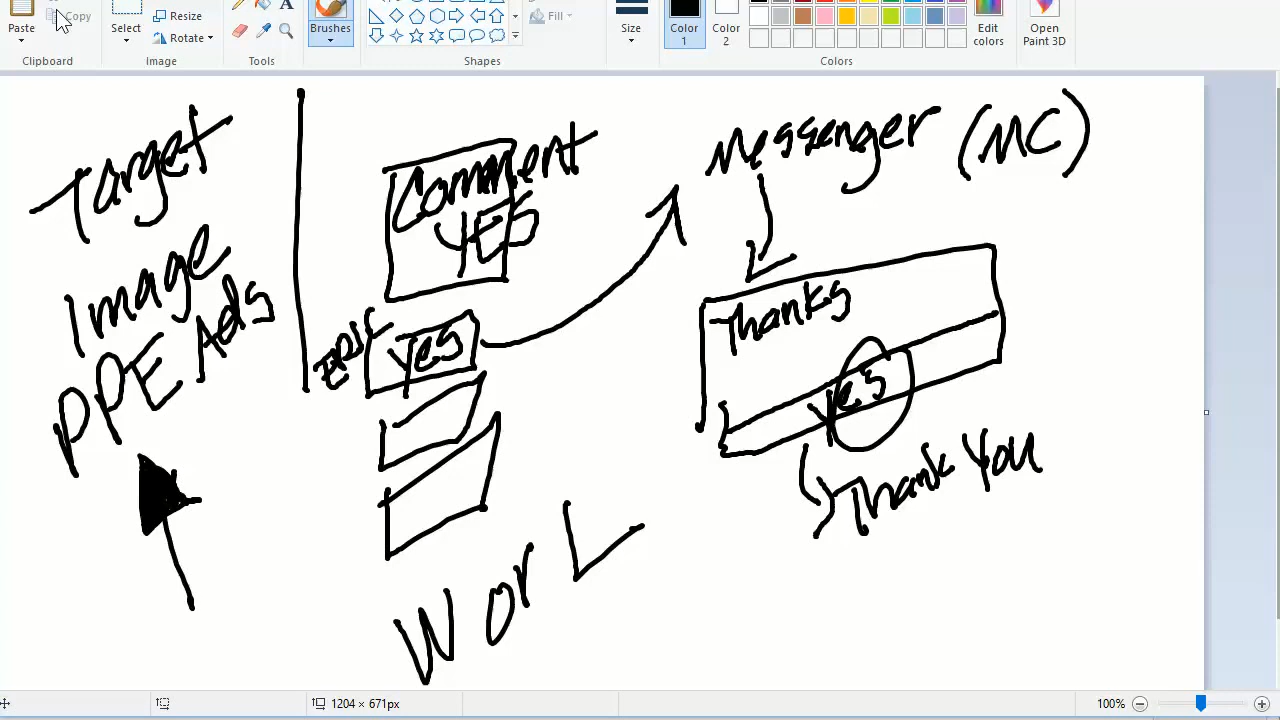 Copy
Paste
Select
Resize
Rotate
Brushes
Fill
Size
Color
1
Color
2
Edit
colors
Open
Paint 3D
Clipboard
Image
Tools
Shapes
Colors
Target
Image
PPE Ads
Comment
YES
Yes
Messenger (MC)
Thanks
Yes
Thank You
1204 × 671px
100%